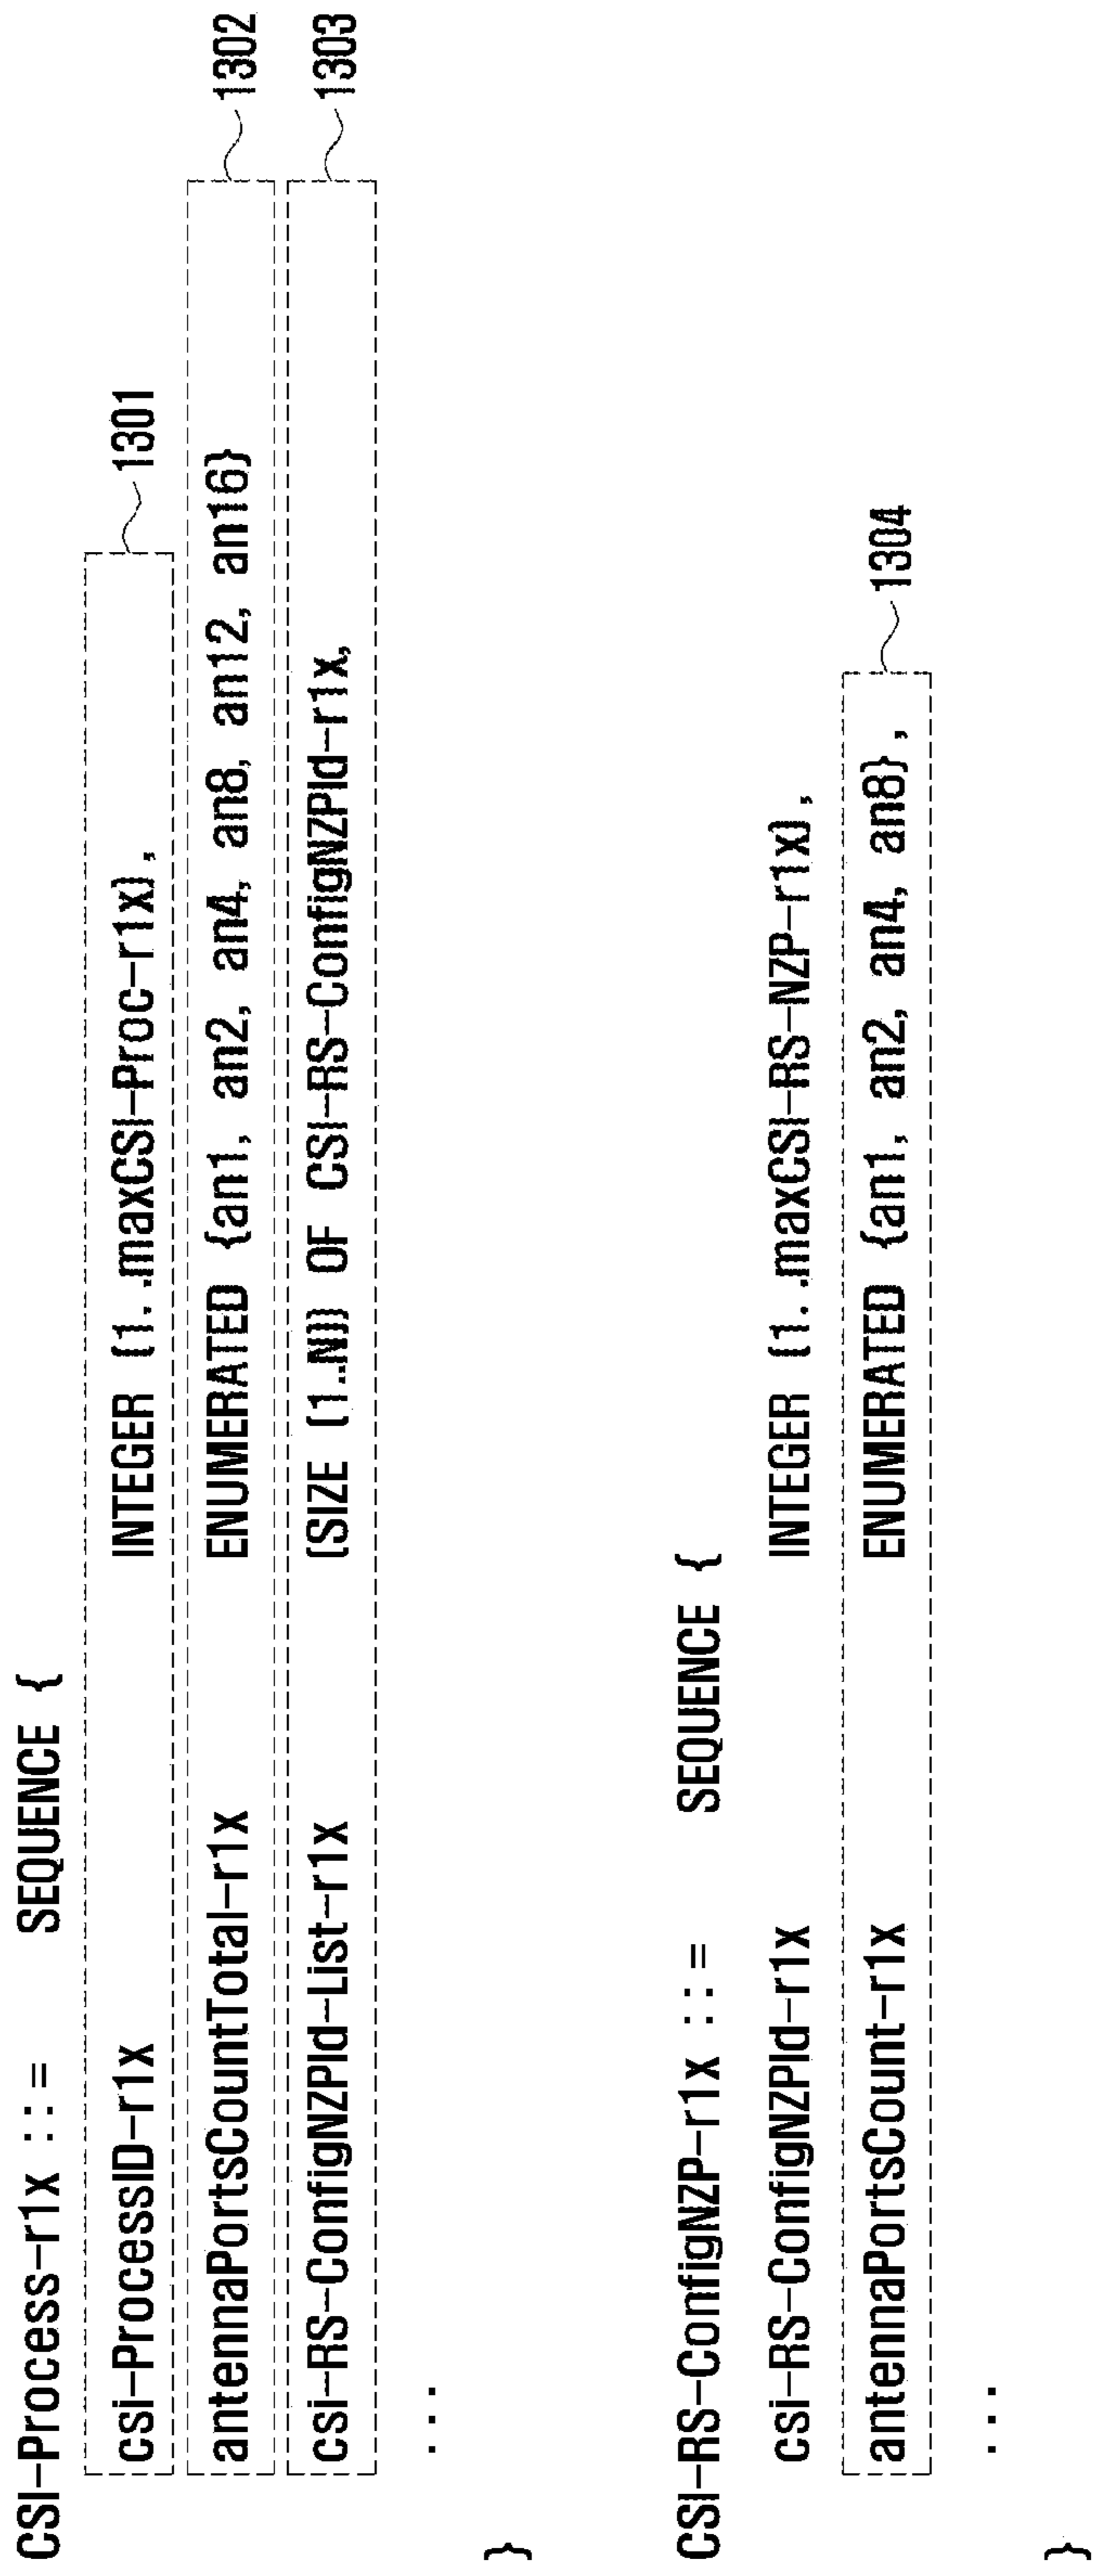 CSI-Process-r1x ::= SEQUENCE {
csi-ProcessID-r1x INTEGER (1..maxCSI-Proc-r1x), 1301
antennaPortsCountTotal-r1x ENUMERATED {an1, an2, an4, an8, an12, an16} 1302
csi-RS-ConfigNZPId-List-r1x (SIZE (1..N)) OF CSI-RS-ConfigNZPId-r1x, 1303
...
}
CSI-RS-ConfigNZP-r1x ::= SEQUENCE {
csi-RS-ConfigNZPId-r1x INTEGER (1..maxCSI-RS-NZP-r1x),
antennaPortsCount-r1x ENUMERATED {an1, an2, an4, an8}, 1304
...
}